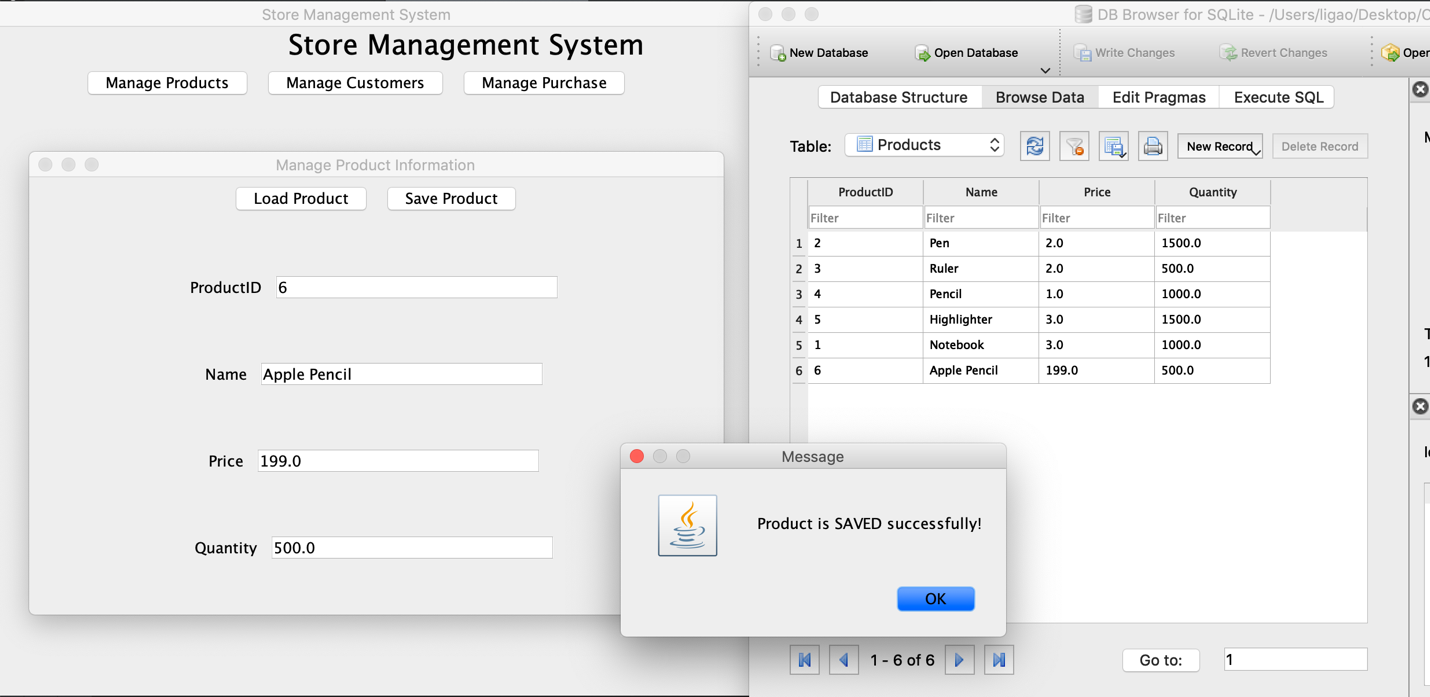 Store Management System
Store Management System
Manage Products Manage Customers Manage Purchase
Manage Product Information
Load Product Save Product
ProductID 6
Name Apple Pencil
Price 199.0
Quantity 500.0
DB Browser for SQLite - /Users/ligao/Desktop/
New Database Open Database Write Changes Revert Changes Oper
Database Structure Browse Data Edit Pragmas Execute SQL
Table: Products New Record Delete Record
ProductID Name Price Quantity
Filter Filter Filter Filter
1 2 Pen 2.0 1500.0
2 3 Ruler 2.0 500.0
3 4 Pencil 1.0 1000.0
4 5 Highlighter 3.0 1500.0
5 1 Notebook 3.0 1000.0
6 6 Apple Pencil 199.0 500.0
Message
Product is SAVED successfully!
OK
1 - 6 of 6 Go to: 1